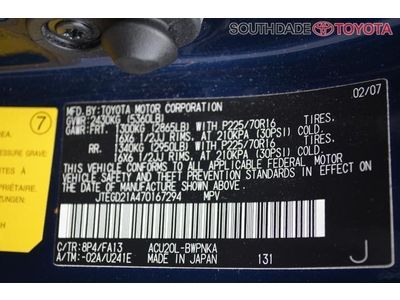 SOUTHDADE TOYOTA
MFD. BY: TOYOTA MOTOR CORPORATION 02/07
GVWR: 2430KG (5360LB)
GAWR: FRT. 1300KG (2865LB) WITH P225/70R16 TIRES,
16X6 1/2JJ RIMS, AT 210KPA (30PSI) COLD.
RR. 1340KG (2950LB) WITH P225/70R16 TIRES,
16X6 1/2JJ RIMS, AT 210KPA (30PSI) COLD.
THIS VEHICLE CONFORMS TO ALL APPLICABLE FEDERAL MOTOR
VEHICLE SAFETY AND THEFT PREVENTION STANDARDS IN
EFFECT ON THE DATE OF MANUFACTURE SHOWN ABOVE.
JTEGD21A470167294 MPV
C/TR: 8P4/FA13 ACU20L-BWPNKA
A/TM: -02A/U241E MADE IN JAPAN 131 J
7
PRESSURE GRAVE:
PRIÉTAIRE.